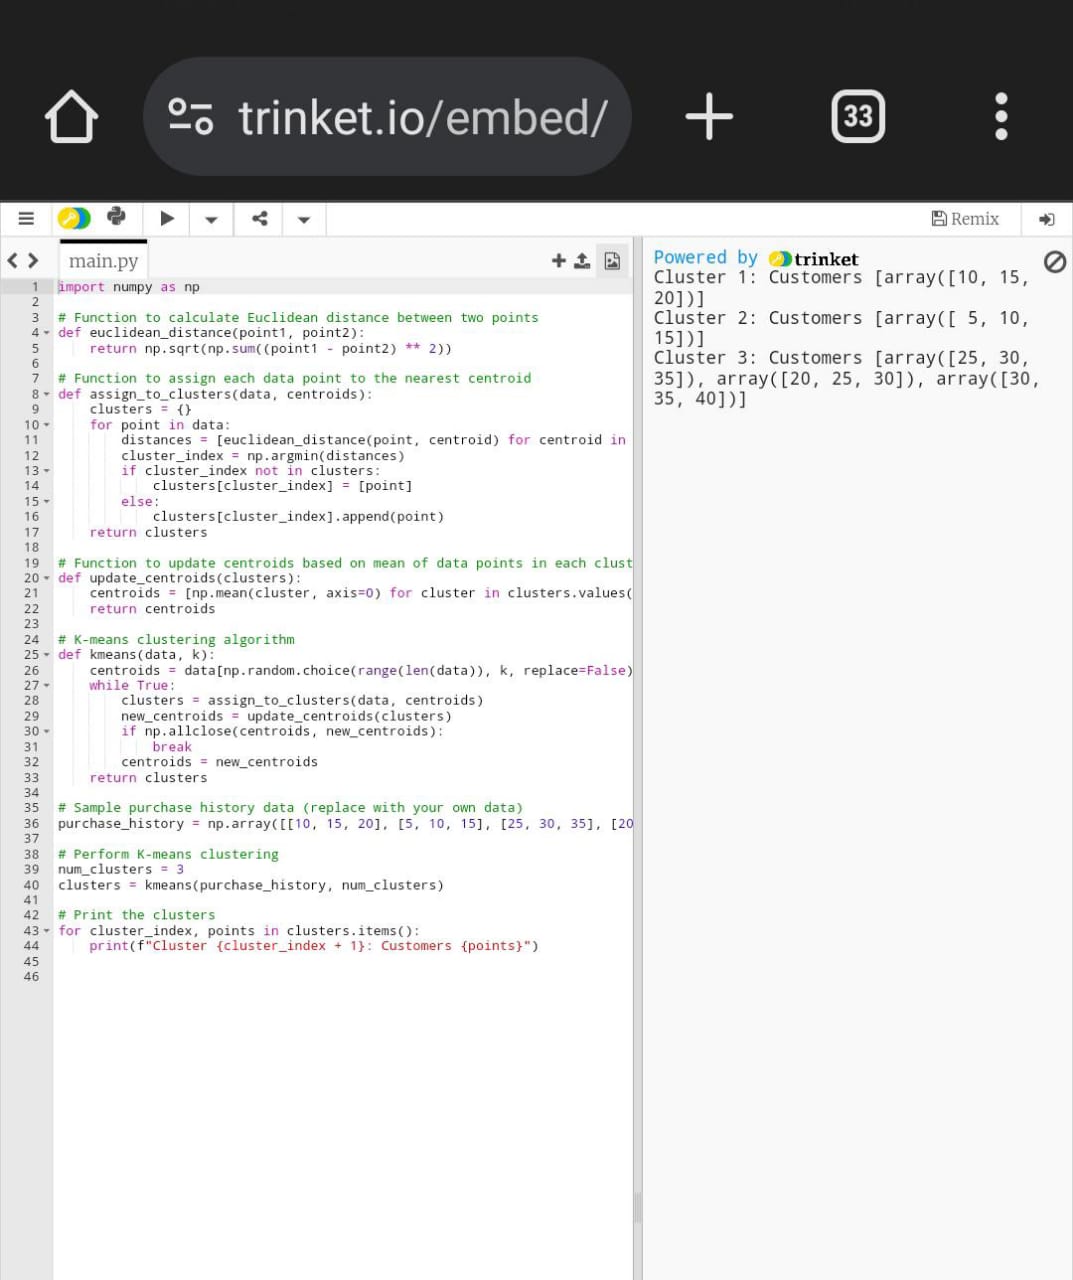 trinket.io/embed/
33
Remix
main.py
1 import numpy as np
2
3 # Function to calculate Euclidean distance between two points
4 def euclidean_distance(point1, point2):
5     return np.sqrt(np.sum((point1 - point2) ** 2))
6
7 # Function to assign each data point to the nearest centroid
8 def assign_to_clusters(data, centroids):
9     clusters = {}
10     for point in data:
11         distances = [euclidean_distance(point, centroid) for centroid in
12         cluster_index = np.argmin(distances)
13         if cluster_index not in clusters:
14             clusters[cluster_index] = [point]
15         else:
16             clusters[cluster_index].append(point)
17     return clusters
18
19 # Function to update centroids based on mean of data points in each clust
20 def update_centroids(clusters):
21     centroids = [np.mean(cluster, axis=0) for cluster in clusters.values(
22     return centroids
23
24 # K-means clustering algorithm
25 def kmeans(data, k):
26     centroids = data[np.random.choice(range(len(data)), k, replace=False)
27     while True:
28         clusters = assign_to_clusters(data, centroids)
29         new_centroids = update_centroids(clusters)
30         if np.allclose(centroids, new_centroids):
31             break
32         centroids = new_centroids
33     return clusters
34
35 # Sample purchase history data (replace with your own data)
36 purchase_history = np.array([[10, 15, 20], [5, 10, 15], [25, 30, 35], [20
37
38 # Perform K-means clustering
39 num_clusters = 3
40 clusters = kmeans(purchase_history, num_clusters)
41
42 # Print the clusters
43 for cluster_index, points in clusters.items():
44     print(f"Cluster {cluster_index + 1}: Customers {points}")
45
46
Powered by trinket
Cluster 1: Customers [array([10, 15,
20])]
Cluster 2: Customers [array([ 5, 10,
15])]
Cluster 3: Customers [array([25, 30,
35]), array([20, 25, 30]), array([30,
35, 40])]